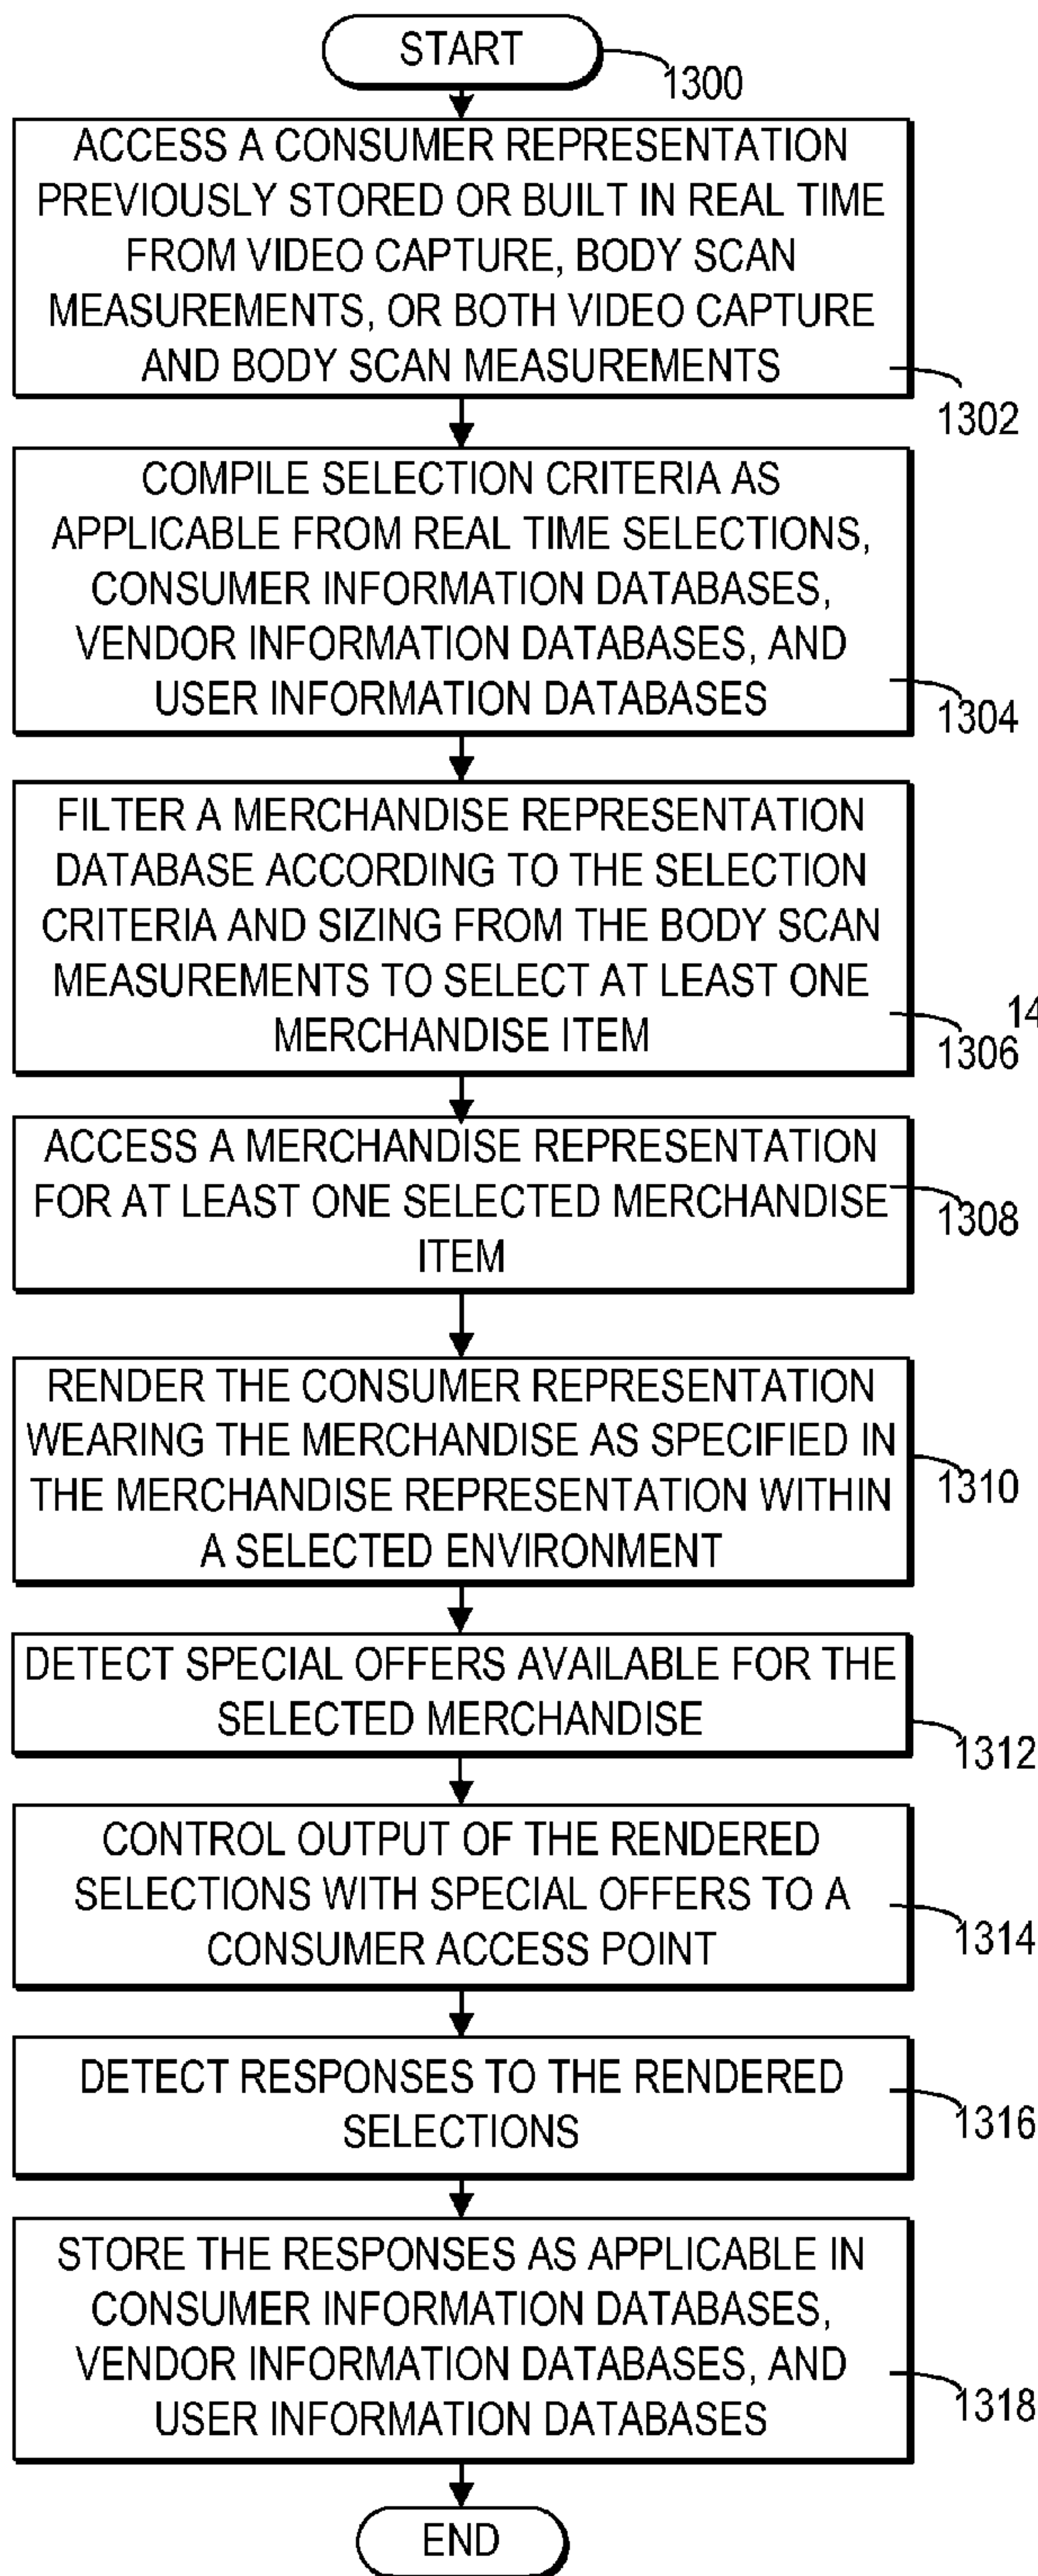 START
1300
ACCESS A CONSUMER REPRESENTATION
PREVIOUSLY STORED OR BUILT IN REAL TIME
FROM VIDEO CAPTURE, BODY SCAN
MEASUREMENTS, OR BOTH VIDEO CAPTURE
AND BODY SCAN MEASUREMENTS
1302
COMPILE SELECTION CRITERIA AS
APPLICABLE FROM REAL TIME SELECTIONS,
CONSUMER INFORMATION DATABASES,
VENDOR INFORMATION DATABASES, AND
USER INFORMATION DATABASES
1304
FILTER A MERCHANDISE REPRESENTATION
DATABASE ACCORDING TO THE SELECTION
CRITERIA AND SIZING FROM THE BODY SCAN
MEASUREMENTS TO SELECT AT LEAST ONE
MERCHANDISE ITEM
14
1306
ACCESS A MERCHANDISE REPRESENTATION
FOR AT LEAST ONE SELECTED MERCHANDISE
ITEM
1308
RENDER THE CONSUMER REPRESENTATION
WEARING THE MERCHANDISE AS SPECIFIED IN
THE MERCHANDISE REPRESENTATION WITHIN
A SELECTED ENVIRONMENT
1310
DETECT SPECIAL OFFERS AVAILABLE FOR THE
SELECTED MERCHANDISE
1312
CONTROL OUTPUT OF THE RENDERED
SELECTIONS WITH SPECIAL OFFERS TO A
CONSUMER ACCESS POINT
1314
DETECT RESPONSES TO THE RENDERED
SELECTIONS
1316
STORE THE RESPONSES AS APPLICABLE IN
CONSUMER INFORMATION DATABASES,
VENDOR INFORMATION DATABASES, AND
USER INFORMATION DATABASES
1318
END